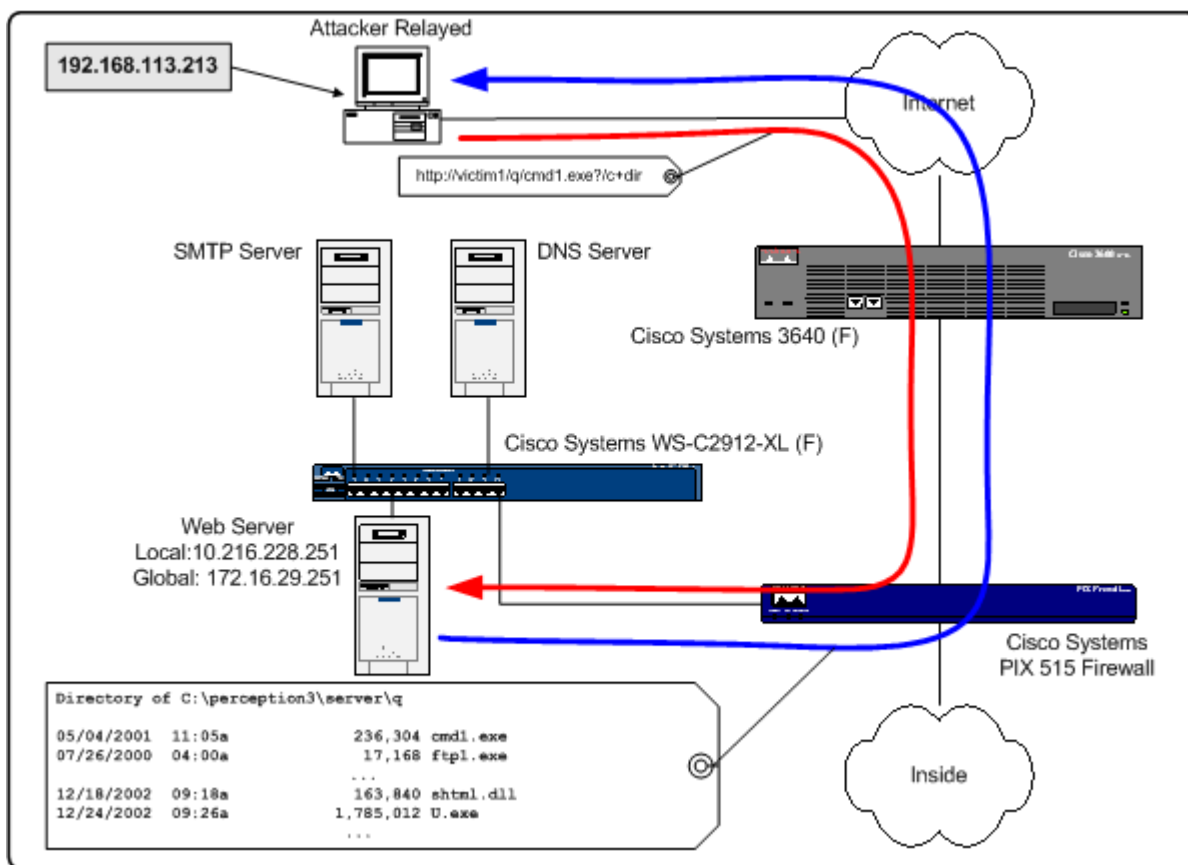 Attacker Relayed
192.168.113.213
Internet
http://victim1/q/cmd1.exe?/c+dir
SMTP Server
DNS Server
Cisco 3600
Cisco Systems 3640 (F)
Cisco Systems WS-C2912-XL (F)
Web Server
Local:10.216.228.251
Global: 172.16.29.251
PIX Firewall
Cisco Systems
PIX 515 Firewall
Directory of C:\perception3\server\q
05/04/2001 11:05a 236,304 cmd1.exe
07/26/2000 04:00a 17,168 ftp1.exe
...
12/18/2002 09:18a 163,840 shtml.dll
12/24/2002 09:26a 1,785,012 U.exe
...
Inside